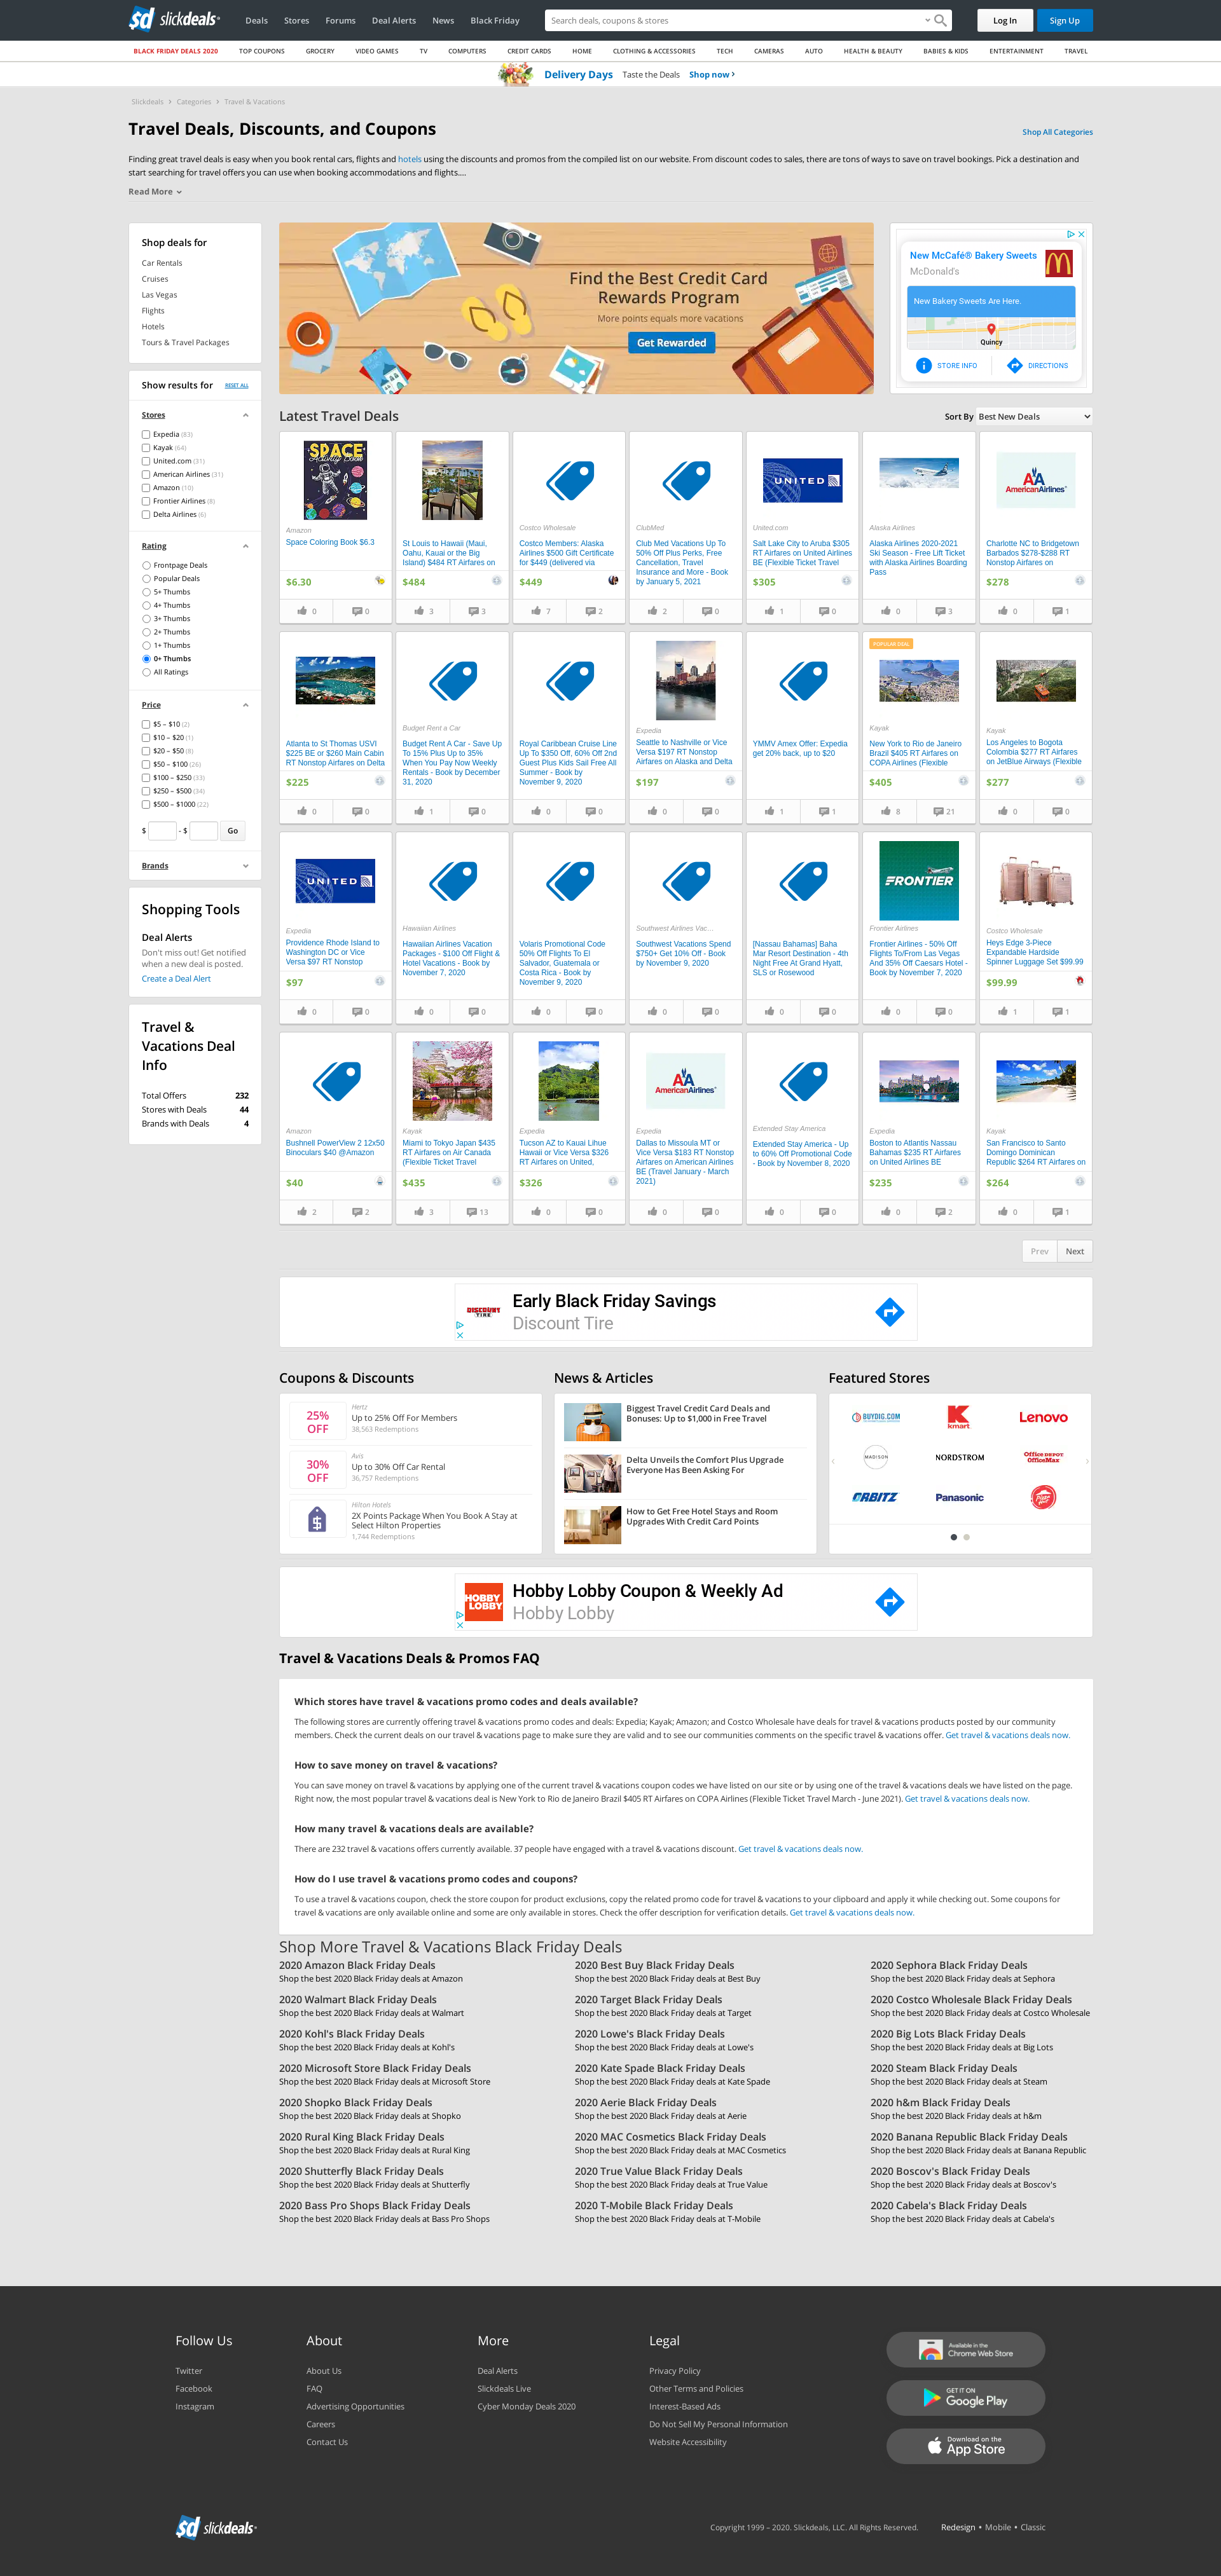 slickdeals
Deals
Stores
Forums
Deal Alerts
News
Black Friday
Search deals, coupons & stores
Log In
Sign Up
BLACK FRIDAY DEALS 2020
TOP COUPONS
GROCERY
VIDEO GAMES
TV
COMPUTERS
CREDIT CARDS
HOME
CLOTHING & ACCESSORIES
TECH
CAMERAS
AUTO
HEALTH & BEAUTY
BABIES & KIDS
ENTERTAINMENT
TRAVEL
Delivery Days Taste the Deals Shop now
Slickdeals › Categories › Travel & Vacations
Travel Deals, Discounts, and Coupons
Shop All Categories
Finding great travel deals is easy when you book rental cars, flights and hotels using the discounts and promos from the compiled list on our website. From discount codes to sales, there are tons of ways to save on travel bookings. Pick a destination and
start searching for travel offers you can use when booking accommodations and flights....
Read More
Shop deals for
Car Rentals
Cruises
Las Vegas
Flights
Hotels
Tours & Travel Packages
Show results for
RESET ALL
Stores
Expedia (83)
Kayak (64)
United.com (31)
American Airlines (31)
Amazon (10)
Frontier Airlines (8)
Delta Airlines (6)
Rating
Frontpage Deals
Popular Deals
5+ Thumbs
4+ Thumbs
3+ Thumbs
2+ Thumbs
1+ Thumbs
0+ Thumbs
All Ratings
Price
$5 – $10 (2)
$10 – $20 (1)
$20 – $50 (8)
$50 – $100 (26)
$100 – $250 (33)
$250 – $500 (34)
$500 – $1000 (22)
$ - $ Go
Brands
Shopping Tools
Deal Alerts
Don't miss out! Get notified
when a new deal is posted.
Create a Deal Alert
Travel &
Vacations Deal
Info
Total Offers 232
Stores with Deals 44
Brands with Deals 4
Find the Best Credit Card
Rewards Program
More points equals more vacations
Get Rewarded
New McCafé® Bakery Sweets
McDonald's
New Bakery Sweets Are Here.
Quincy
STORE INFO
DIRECTIONS
Latest Travel Deals
Sort By Best New Deals
SPACE
Activity Book
Amazon
Space Coloring Book $6.3
$6.30
0 0
St Louis to Hawaii (Maui,
Oahu, Kauai or the Big
Island) $484 RT Airfares on
$484
3 3
Costco Wholesale
Costco Members: Alaska
Airlines $500 Gift Certificate
for $449 (delivered via
$449
7 2
ClubMed
Club Med Vacations Up To
50% Off Plus Perks, Free
Cancellation, Travel
Insurance and More - Book
by January 5, 2021
2 0
UNITED
United.com
Salt Lake City to Aruba $305
RT Airfares on United Airlines
BE (Flexible Ticket Travel
$305
1 0
Alaska Airlines
Alaska Airlines 2020-2021
Ski Season - Free Lift Ticket
with Alaska Airlines Boarding
Pass
0 3
AmericanAirlines
Charlotte NC to Bridgetown
Barbados $278-$288 RT
Nonstop Airfares on
$278
0 1
Atlanta to St Thomas USVI
$225 BE or $260 Main Cabin
RT Nonstop Airfares on Delta
$225
0 0
Budget Rent a Car
Budget Rent A Car - Save Up
To 15% Plus Up to 35%
When You Pay Now Weekly
Rentals - Book by December
31, 2020
1 0
Royal Caribbean Cruise Line
Up To $350 Off, 60% Off 2nd
Guest Plus Kids Sail Free All
Summer - Book by
November 9, 2020
0 0
Expedia
Seattle to Nashville or Vice
Versa $197 RT Nonstop
Airfares on Alaska and Delta
$197
0 0
YMMV Amex Offer: Expedia
get 20% back, up to $20
1 1
POPULAR DEAL
Kayak
New York to Rio de Janeiro
Brazil $405 RT Airfares on
COPA Airlines (Flexible
$405
8 21
Kayak
Los Angeles to Bogota
Colombia $277 RT Airfares
on JetBlue Airways (Flexible
$277
0 1
UNITED
Expedia
Providence Rhode Island to
Washington DC or Vice
Versa $97 RT Nonstop
$97
0 0
Hawaiian Airlines
Hawaiian Airlines Vacation
Packages - $100 Off Flight &
Hotel Vacations - Book by
November 7, 2020
0 0
Volaris Promotional Code
50% Off Flights To El
Salvador, Guatemala or
Costa Rica - Book by
November 9, 2020
0 0
Southwest Airlines Vac…
Southwest Vacations Spend
$750+ Get 10% Off - Book
by November 9, 2020
0 0
[Nassau Bahamas] Baha
Mar Resort Destination - 4th
Night Free At Grand Hyatt,
SLS or Rosewood
0 0
FRONTIER
Frontier Airlines
Frontier Airlines - 50% Off
Flights To/From Las Vegas
And 35% Off Caesars Hotel -
Book by November 7, 2020
0 0
Costco Wholesale
Heys Edge 3-Piece
Expandable Hardside
Spinner Luggage Set $99.99
$99.99
1 1
Amazon
Bushnell PowerView 2 12x50
Binoculars $40 @Amazon
$40
2 2
Kayak
Miami to Tokyo Japan $435
RT Airfares on Air Canada
(Flexible Ticket Travel
$435
3 13
Expedia
Tucson AZ to Kauai Lihue
Hawaii or Vice Versa $326
RT Airfares on United,
$326
0 0
AmericanAirlines
Expedia
Dallas to Missoula MT or
Vice Versa $183 RT Nonstop
Airfares on American Airlines
BE (Travel January - March
2021)
0 0
Extended Stay America
Extended Stay America - Up
to 60% Off Promotional Code
- Book by November 8, 2020
0 0
Expedia
Boston to Atlantis Nassau
Bahamas $235 RT Airfares
on United Airlines BE
$235
0 2
Kayak
San Francisco to Santo
Domingo Dominican
Republic $264 RT Airfares on
$264
0 1
Prev Next
DISCOUNT TIRE
Early Black Friday Savings
Discount Tire
Coupons & Discounts
25%
OFF
Hertz
Up to 25% Off For Members
38,563 Redemptions
30%
OFF
Avis
Up to 30% Off Car Rental
36,757 Redemptions
Hilton Hotels
2X Points Package When You Book A Stay at
Select Hilton Properties
1,744 Redemptions
News & Articles
Biggest Travel Credit Card Deals and
Bonuses: Up to $1,000 in Free Travel
Delta Unveils the Comfort Plus Upgrade
Everyone Has Been Asking For
How to Get Free Hotel Stays and Room
Upgrades With Credit Card Points
Featured Stores
BUYDIG.COM
kmart
Lenovo
MADISON
NORDSTROM
Office DEPOT
OfficeMax
ORBITZ
Panasonic
Pizza Hut
HOBBY
LOBBY
Hobby Lobby Coupon & Weekly Ad
Hobby Lobby
Travel & Vacations Deals & Promos FAQ
Which stores have travel & vacations promo codes and deals available?
The following stores are currently offering travel & vacations promo codes and deals: Expedia; Kayak; Amazon; and Costco Wholesale have deals for travel & vacations products posted by our community
members. Check the current deals on our travel & vacations page to make sure they are valid and to see our communities comments on the specific travel & vacations offer. Get travel & vacations deals now.
How to save money on travel & vacations?
You can save money on travel & vacations by applying one of the current travel & vacations coupon codes we have listed on our site or by using one of the travel & vacations deals we have listed on the page.
Right now, the most popular travel & vacations deal is New York to Rio de Janeiro Brazil $405 RT Airfares on COPA Airlines (Flexible Ticket Travel March - June 2021). Get travel & vacations deals now.
How many travel & vacations deals are available?
There are 232 travel & vacations offers currently available. 37 people have engaged with a travel & vacations discount. Get travel & vacations deals now.
How do I use travel & vacations promo codes and coupons?
To use a travel & vacations coupon, check the store coupon for product exclusions, copy the related promo code for travel & vacations to your clipboard and apply it while checking out. Some coupons for
travel & vacations are only available online and some are only available in stores. Check the offer description for verification details. Get travel & vacations deals now.
Shop More Travel & Vacations Black Friday Deals
2020 Amazon Black Friday Deals
Shop the best 2020 Black Friday deals at Amazon
2020 Best Buy Black Friday Deals
Shop the best 2020 Black Friday deals at Best Buy
2020 Sephora Black Friday Deals
Shop the best 2020 Black Friday deals at Sephora
2020 Walmart Black Friday Deals
Shop the best 2020 Black Friday deals at Walmart
2020 Target Black Friday Deals
Shop the best 2020 Black Friday deals at Target
2020 Costco Wholesale Black Friday Deals
Shop the best 2020 Black Friday deals at Costco Wholesale
2020 Kohl's Black Friday Deals
Shop the best 2020 Black Friday deals at Kohl's
2020 Lowe's Black Friday Deals
Shop the best 2020 Black Friday deals at Lowe's
2020 Big Lots Black Friday Deals
Shop the best 2020 Black Friday deals at Big Lots
2020 Microsoft Store Black Friday Deals
Shop the best 2020 Black Friday deals at Microsoft Store
2020 Kate Spade Black Friday Deals
Shop the best 2020 Black Friday deals at Kate Spade
2020 Steam Black Friday Deals
Shop the best 2020 Black Friday deals at Steam
2020 Shopko Black Friday Deals
Shop the best 2020 Black Friday deals at Shopko
2020 Aerie Black Friday Deals
Shop the best 2020 Black Friday deals at Aerie
2020 h&m Black Friday Deals
Shop the best 2020 Black Friday deals at h&m
2020 Rural King Black Friday Deals
Shop the best 2020 Black Friday deals at Rural King
2020 MAC Cosmetics Black Friday Deals
Shop the best 2020 Black Friday deals at MAC Cosmetics
2020 Banana Republic Black Friday Deals
Shop the best 2020 Black Friday deals at Banana Republic
2020 Shutterfly Black Friday Deals
Shop the best 2020 Black Friday deals at Shutterfly
2020 True Value Black Friday Deals
Shop the best 2020 Black Friday deals at True Value
2020 Boscov's Black Friday Deals
Shop the best 2020 Black Friday deals at Boscov's
2020 Bass Pro Shops Black Friday Deals
Shop the best 2020 Black Friday deals at Bass Pro Shops
2020 T-Mobile Black Friday Deals
Shop the best 2020 Black Friday deals at T-Mobile
2020 Cabela's Black Friday Deals
Shop the best 2020 Black Friday deals at Cabela's
Follow Us
Twitter
Facebook
Instagram
About
About Us
FAQ
Advertising Opportunities
Careers
Contact Us
More
Deal Alerts
Slickdeals Live
Cyber Monday Deals 2020
Legal
Privacy Policy
Other Terms and Policies
Interest-Based Ads
Do Not Sell My Personal Information
Website Accessibility
Available in the
Chrome Web Store
GET IT ON
Google Play
Download on the
App Store
slickdeals
Copyright 1999 – 2020. Slickdeals, LLC. All Rights Reserved.
Redesign • Mobile • Classic